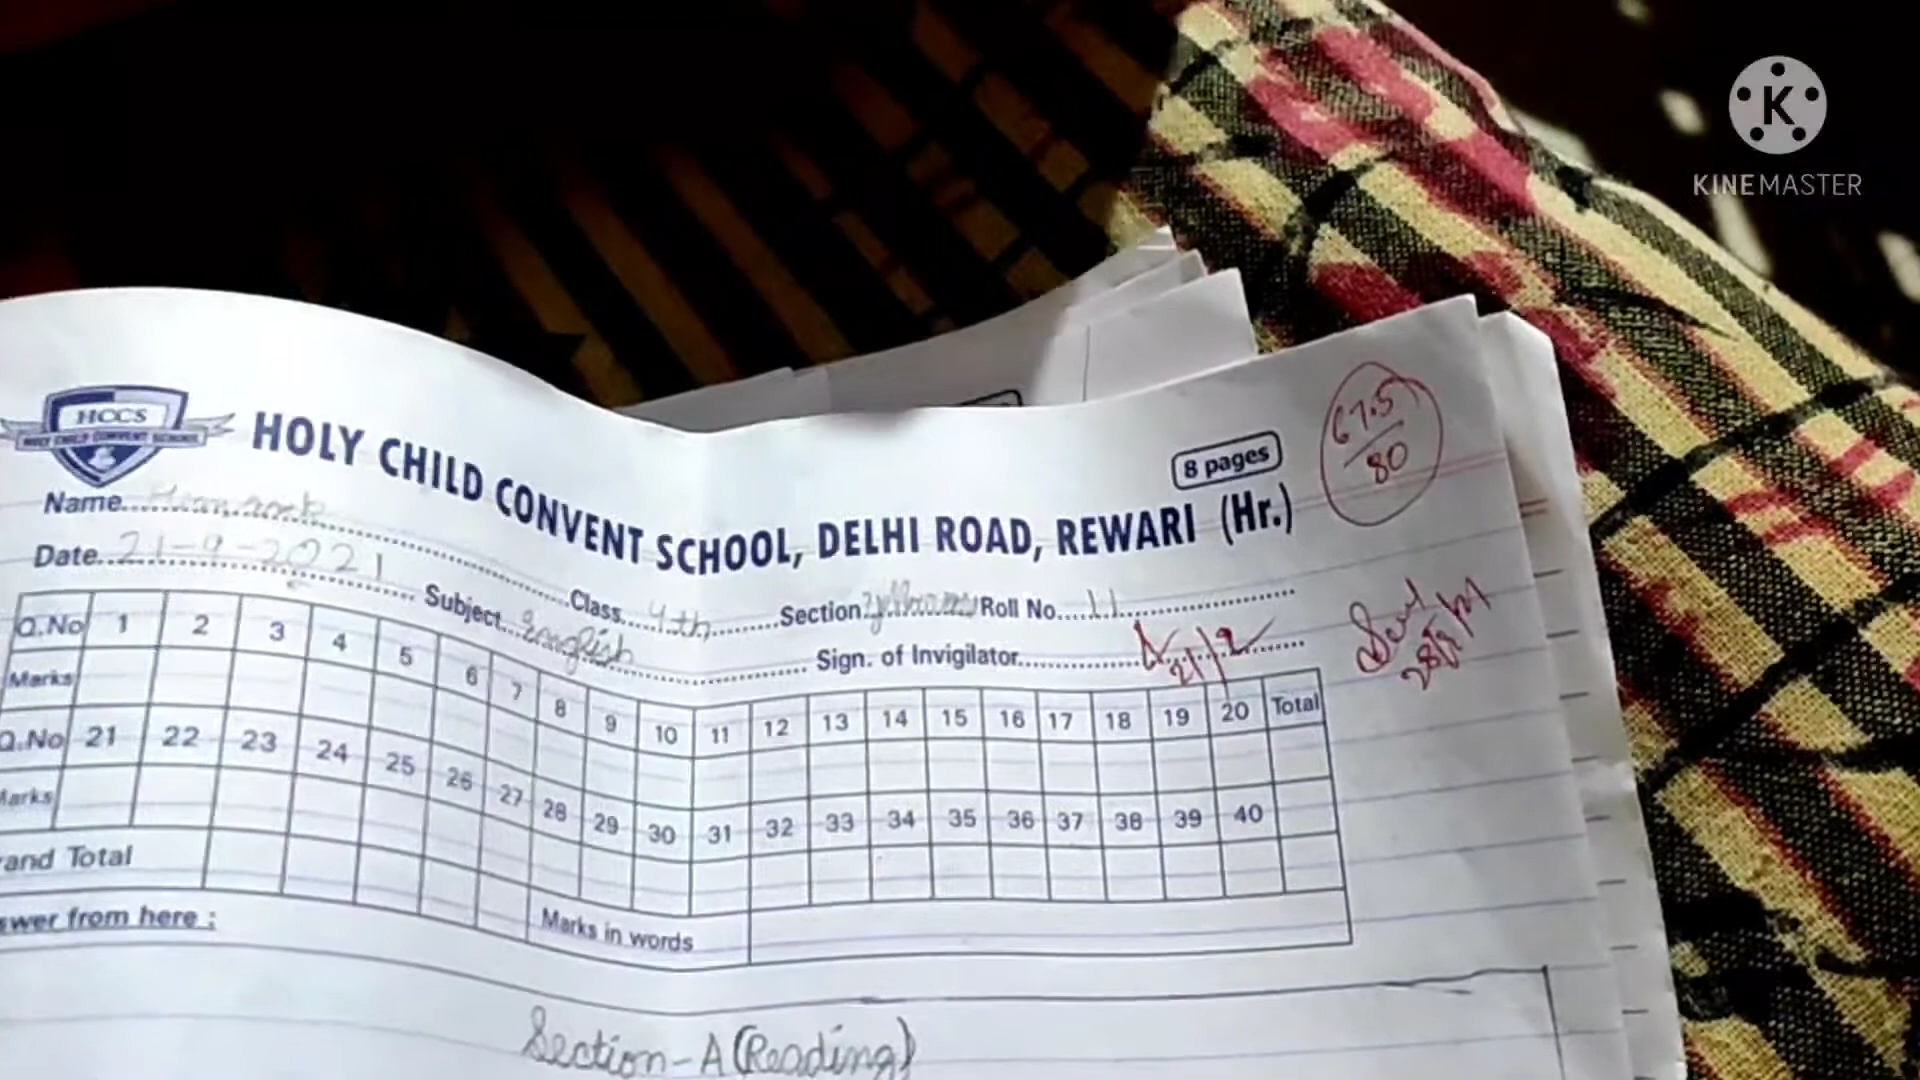 K
KINEMASTER
HCCS
HOLY CHILD CONVENT SCHOOL
HOLY CHILD CONVENT SCHOOL, DELHI ROAD, REWARI (Hr.)
8 pages
67.5
80
Name
Class 4th Section Roll No. 11
Date 21-9-2021 Subject English Sign. of Invigilator
Q.No 1 2 3 4 5 6 7 8 9 10 11 12 13 14 15 16 17 18 19 20 Total
Marks
Q.No 21 22 23 24 25 26 27 28 29 30 31 32 33 34 35 36 37 38 39 40
Marks
and Total
Marks in words
swer from here :
Section-A (Reading)